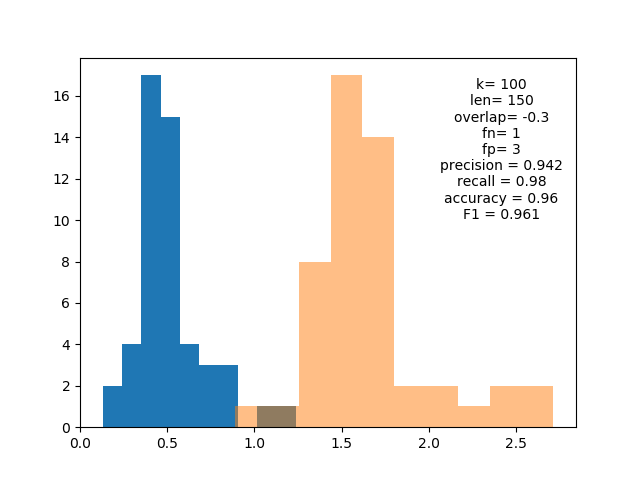 k= 100
len= 150
overlap= -0.3
fn= 1
fp= 3
precision = 0.942
recall = 0.98
accuracy = 0.96
F1 = 0.961
16
14
12
10
8
6
4
2
0
0.0 0.5 1.0 1.5 2.0 2.5